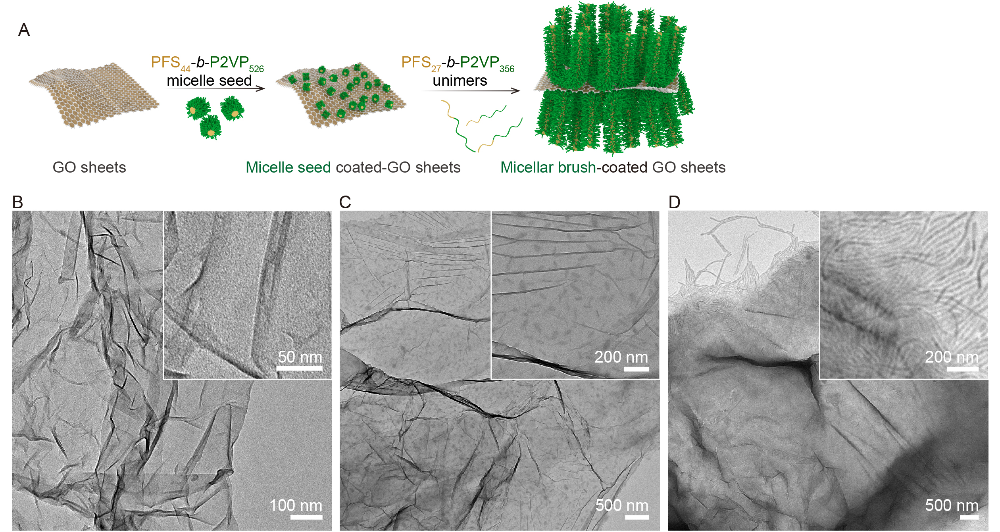 A
PFS44-b-P2VP526
micelle seed
PFS27-b-P2VP356
unimers
GO sheets
Micelle seed coated-GO sheets
Micellar brush-coated GO sheets
B
50 nm
100 nm
C
200 nm
500 nm
D
200 nm
500 nm